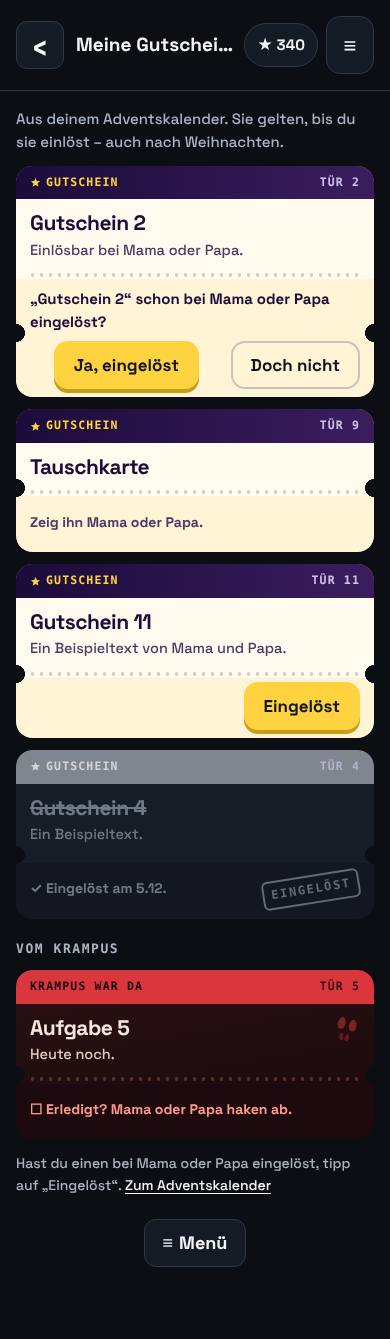 <
Meine Gutschei…
★ 340
≡
Aus deinem Adventskalender. Sie gelten, bis du
sie einlöst – auch nach Weihnachten.
★ GUTSCHEIN TÜR 2
Gutschein 2
Einlösbar bei Mama oder Papa.
„Gutschein 2“ schon bei Mama oder Papa
eingelöst?
Ja, eingelöst Doch nicht
★ GUTSCHEIN TÜR 9
Tauschkarte
Zeig ihn Mama oder Papa.
★ GUTSCHEIN TÜR 11
Gutschein 11
Ein Beispieltext von Mama und Papa.
Eingelöst
★ GUTSCHEIN TÜR 4
Gutschein 4
Ein Beispieltext.
✓ Eingelöst am 5.12.
EINGELÖST
VOM KRAMPUS
KRAMPUS WAR DA TÜR 5
Aufgabe 5
Heute noch.
☐ Erledigt? Mama oder Papa haken ab.
Hast du einen bei Mama oder Papa eingelöst, tipp
auf „Eingelöst“. Zum Adventskalender
≡ Menü